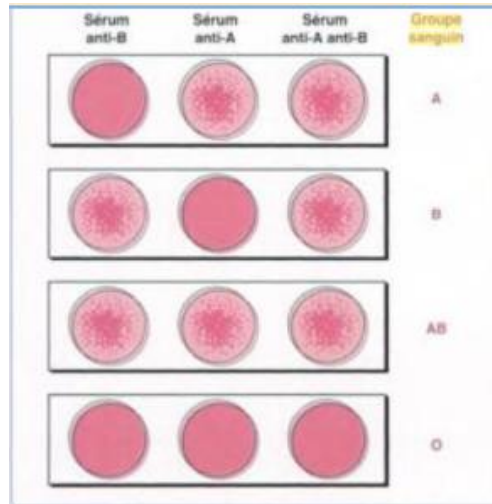 Sérum
anti-B
Sérum
anti-A
Sérum
anti-A anti-B
Groupe
sanguin
A
B
AB
O